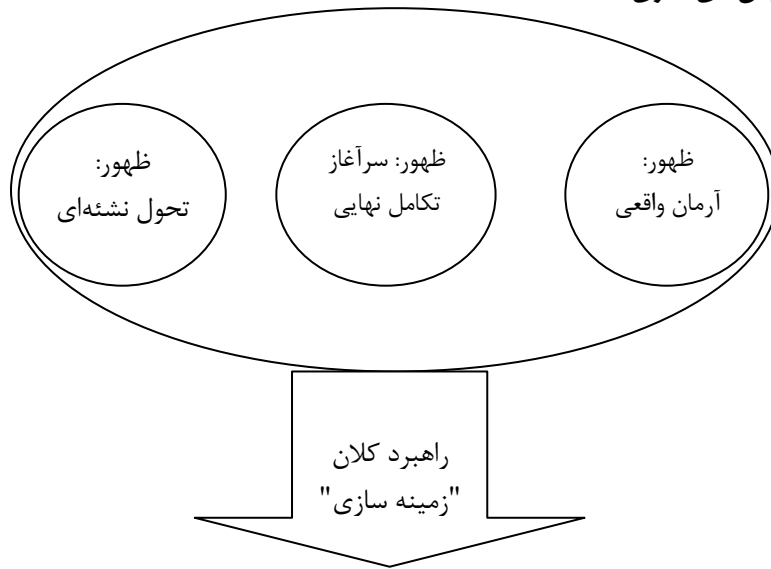 ظهور:
آرمان واقعی
ظهور: سرآغاز
تکامل نهایی
ظهور:
تحول نشئه‌ای
راهبرد کلان
"زمینه سازی"